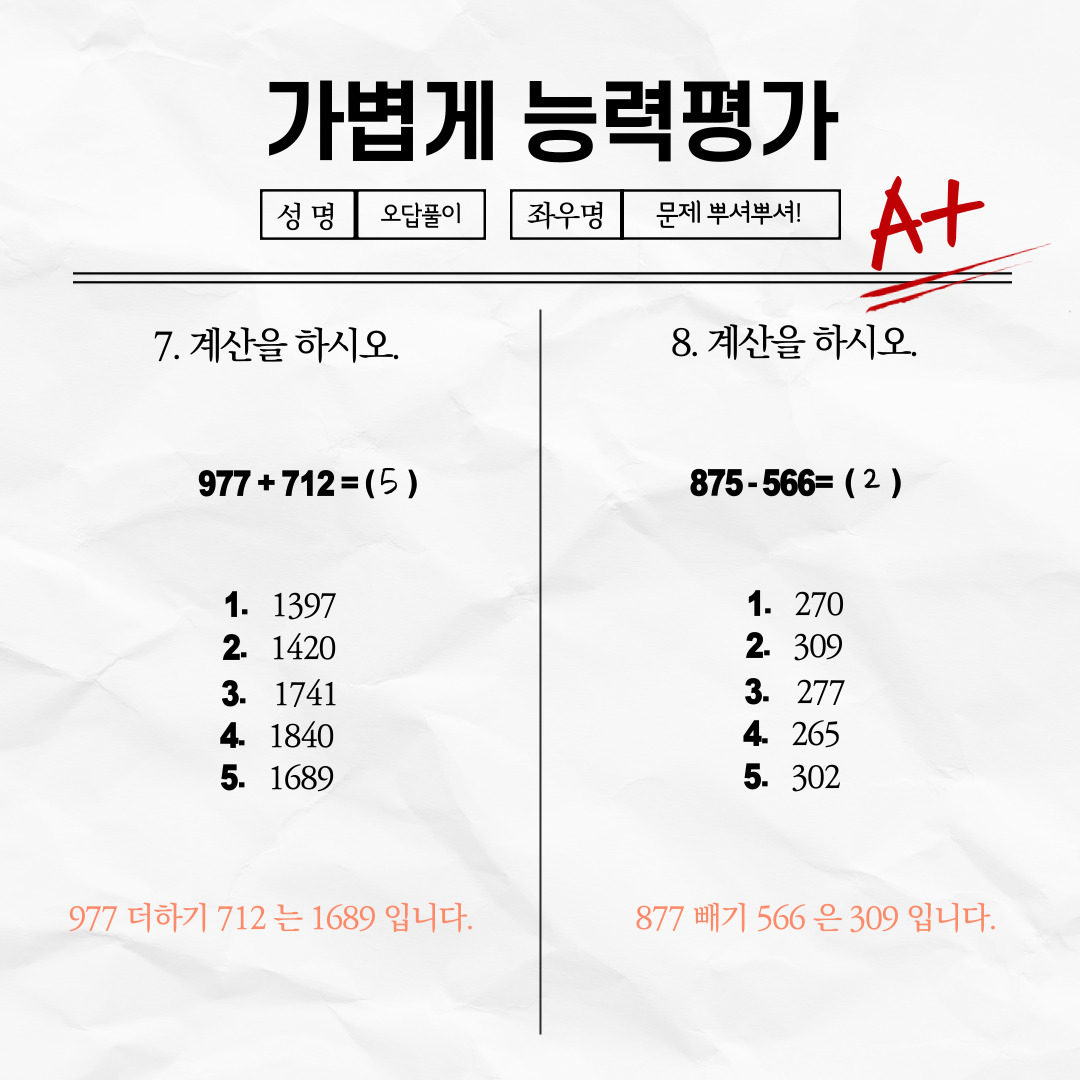 가볍게 능력평가
성 명 오답풀이 좌우명 문제 뿌셔뿌셔!
A+
7. 계산을 하시오.
977 + 712 = ( 5 )
1. 1397
2. 1420
3. 1741
4. 1840
5. 1689
977 더하기 712 는 1689 입니다.
8. 계산을 하시오.
875 - 566= ( 2 )
1. 270
2. 309
3. 277
4. 265
5. 302
877 빼기 566 은 309 입니다.